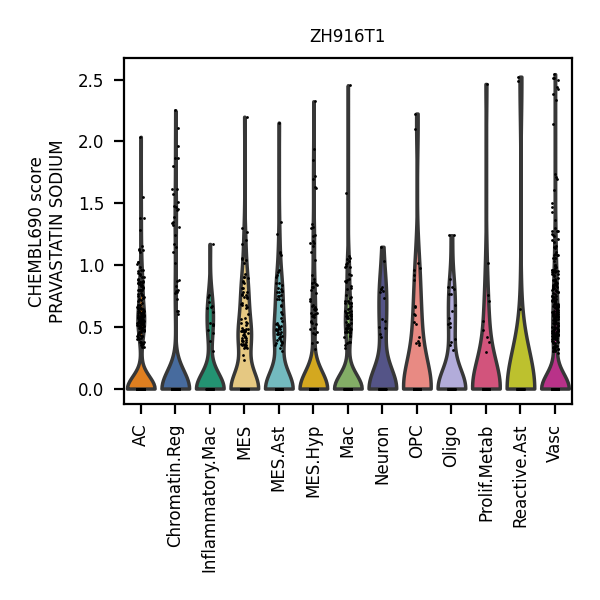 ZH916T1
CHEMBL690 score
PRAVASTATIN SODIUM
2.5
2.0
1.5
1.0
0.5
0.0
AC
Chromatin.Reg
Inflammatory.Mac
MES
MES.Ast
MES.Hyp
Mac
Neuron
OPC
Oligo
Prolif.Metab
Reactive.Ast
Vasc